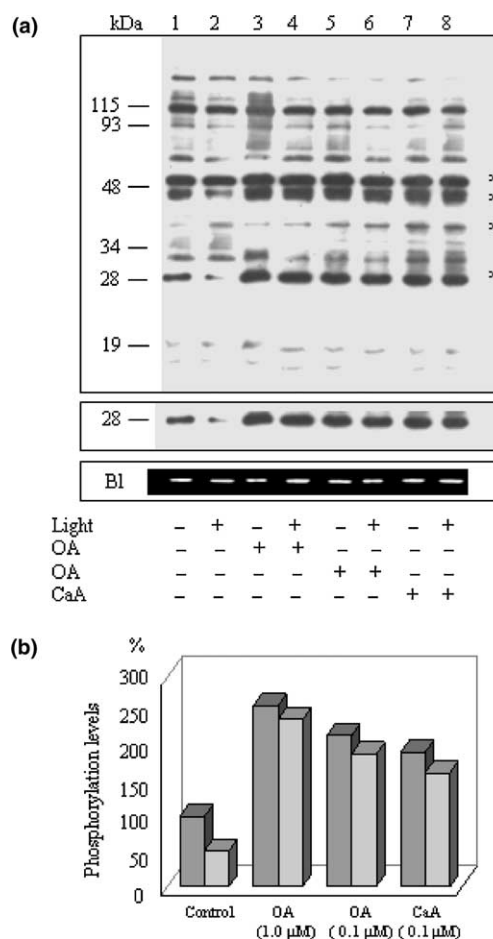 (a)
kDa 1 2 3 4 5 6 7 8
115
93
48
34
28
19
28
Bl
Light – + – + – + – +
OA – – + + – – – –
OA – – – – + + – –
CaA – – – – – – + +
(b)
%
300
250
200
150
100
50
0
Phosphorylation levels
Control OA (1.0 µM) OA (0.1 µM) CaA (0.1 µM)